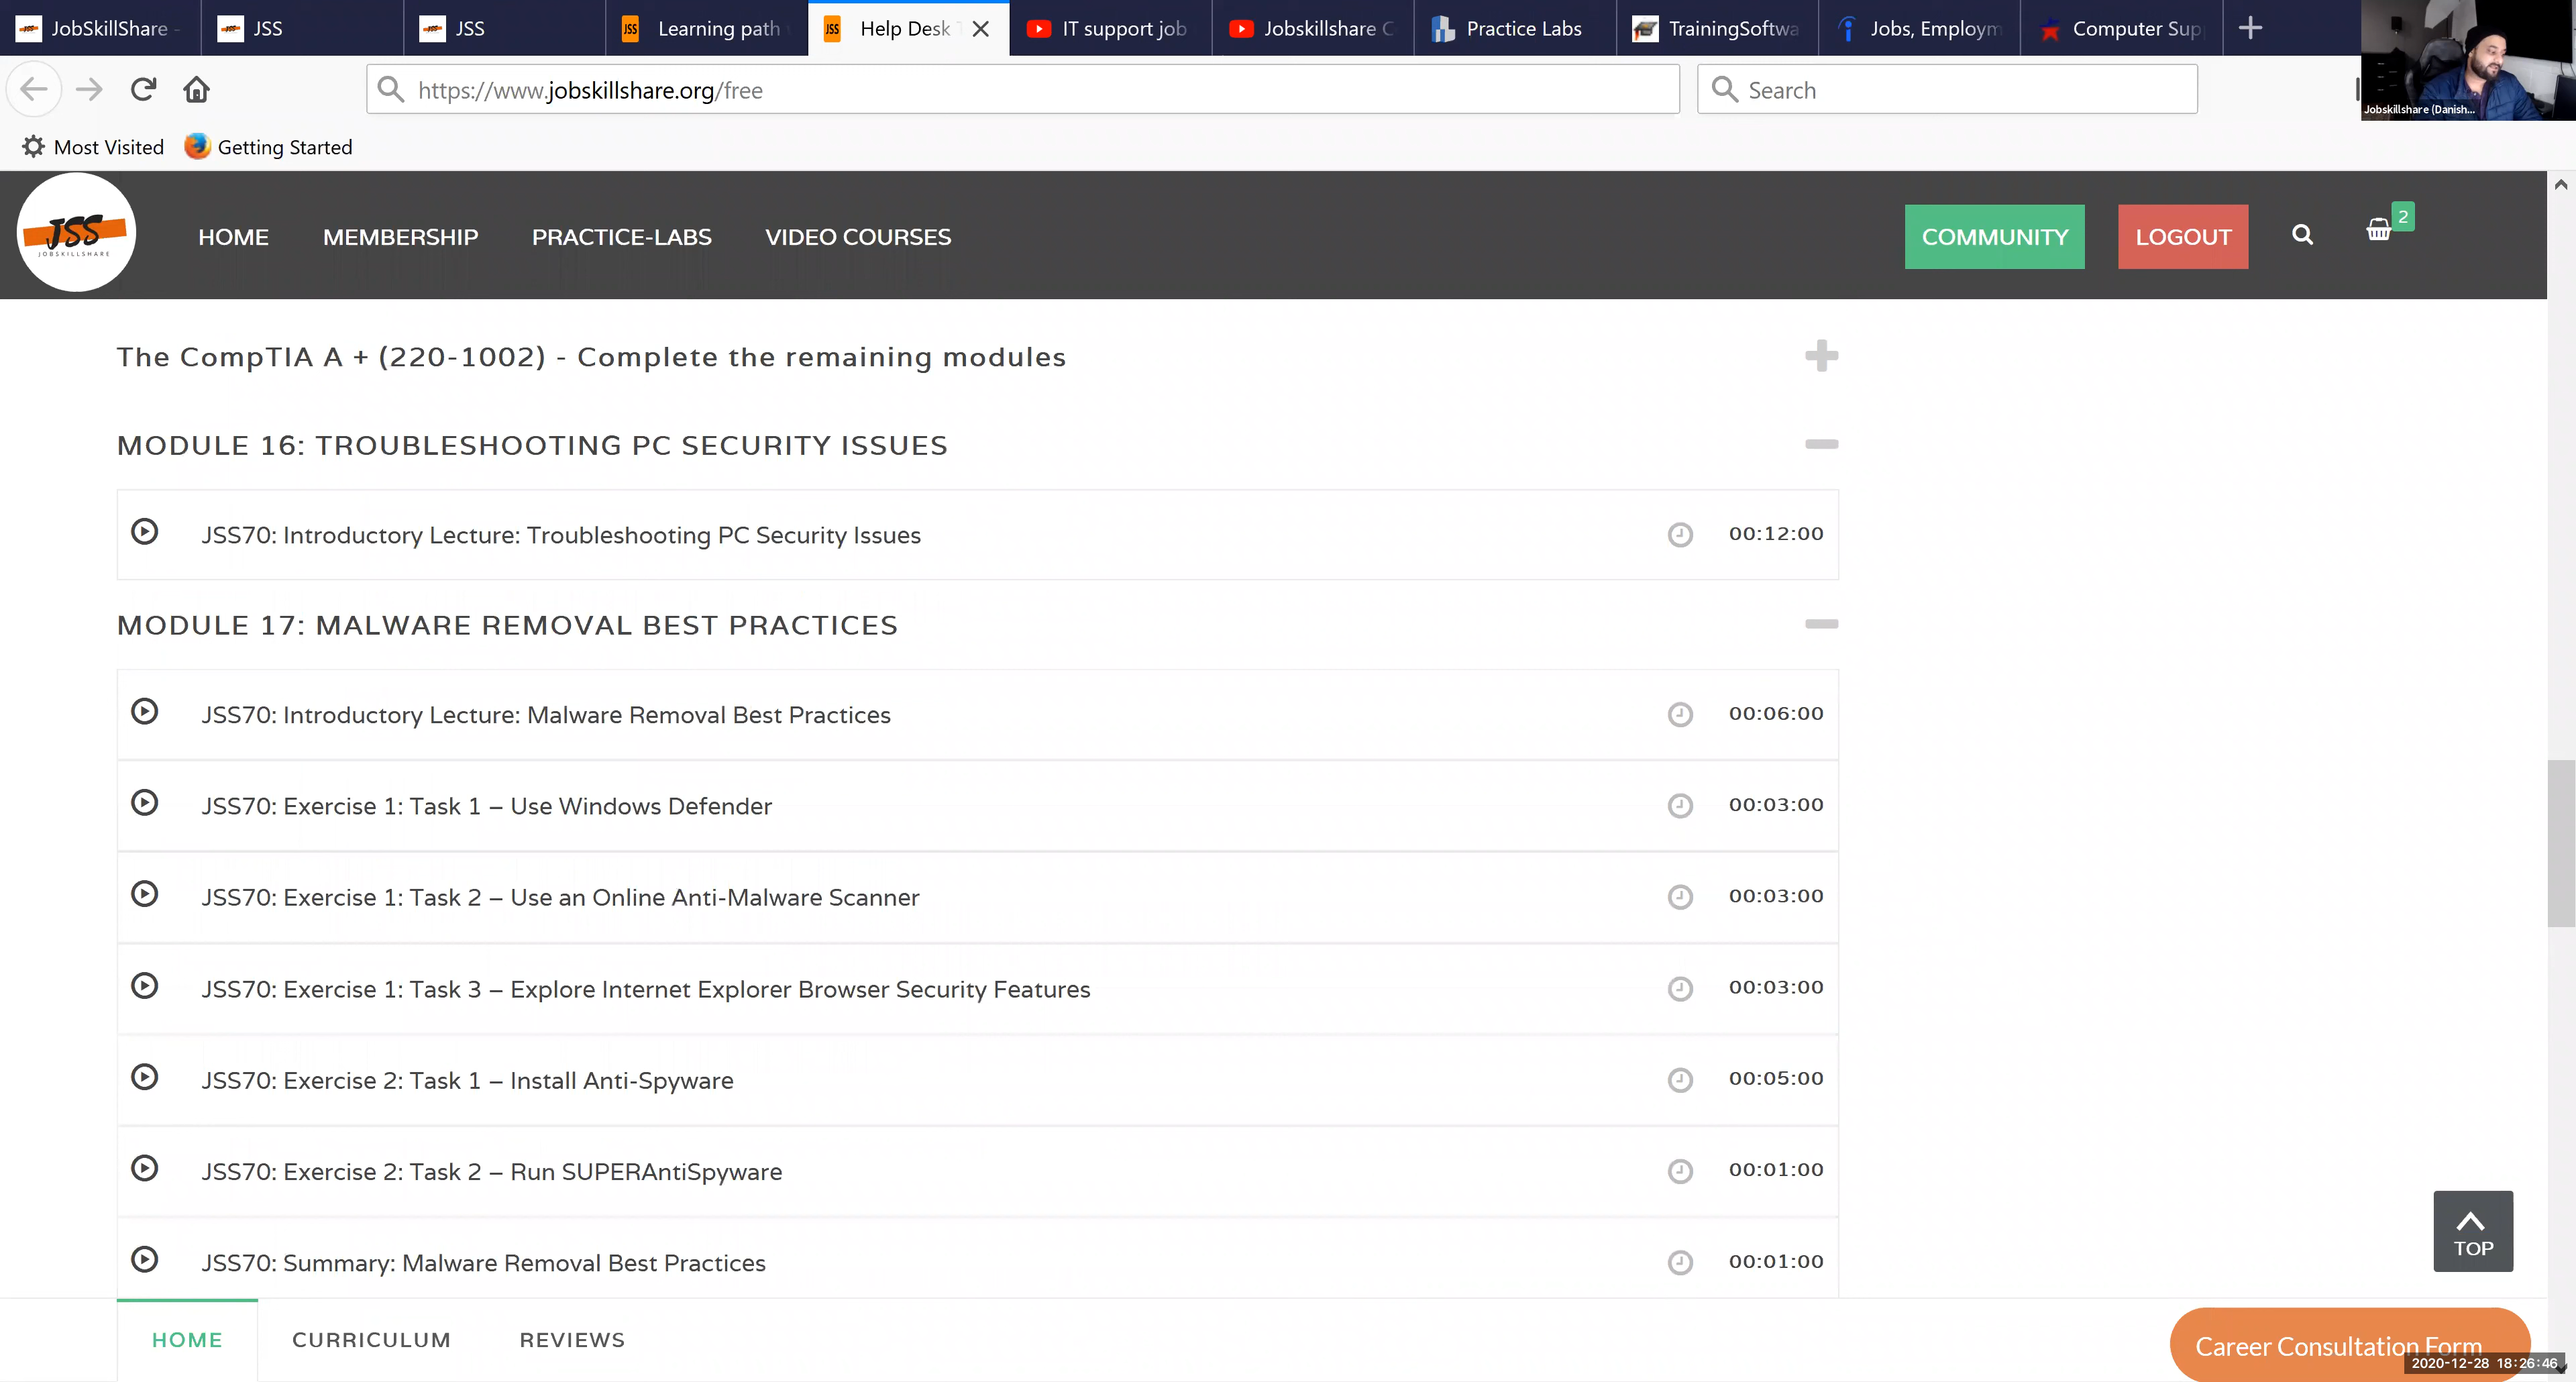 JobSkillShare -
JSS
JSS
JSS Learning path
JSS Help Desk
IT support job
Jobskillshare C
Practice Labs
TrainingSoftwa
Jobs, Employm
Computer Sup
https://www.jobskillshare.org/free
Search
Jobskillshare (Danish...
Most Visited
Getting Started
JSS
JOBSKILLSHARE
HOME
MEMBERSHIP
PRACTICE-LABS
VIDEO COURSES
COMMUNITY
LOGOUT
2
The CompTIA A + (220-1002) - Complete the remaining modules
MODULE 16: TROUBLESHOOTING PC SECURITY ISSUES
JSS70: Introductory Lecture: Troubleshooting PC Security Issues 00:12:00
MODULE 17: MALWARE REMOVAL BEST PRACTICES
JSS70: Introductory Lecture: Malware Removal Best Practices 00:06:00
JSS70: Exercise 1: Task 1 – Use Windows Defender 00:03:00
JSS70: Exercise 1: Task 2 – Use an Online Anti-Malware Scanner 00:03:00
JSS70: Exercise 1: Task 3 – Explore Internet Explorer Browser Security Features 00:03:00
JSS70: Exercise 2: Task 1 – Install Anti-Spyware 00:05:00
JSS70: Exercise 2: Task 2 – Run SUPERAntiSpyware 00:01:00
JSS70: Summary: Malware Removal Best Practices 00:01:00
TOP
HOME
CURRICULUM
REVIEWS
Career Consultation Form
2020-12-28 18:26:46